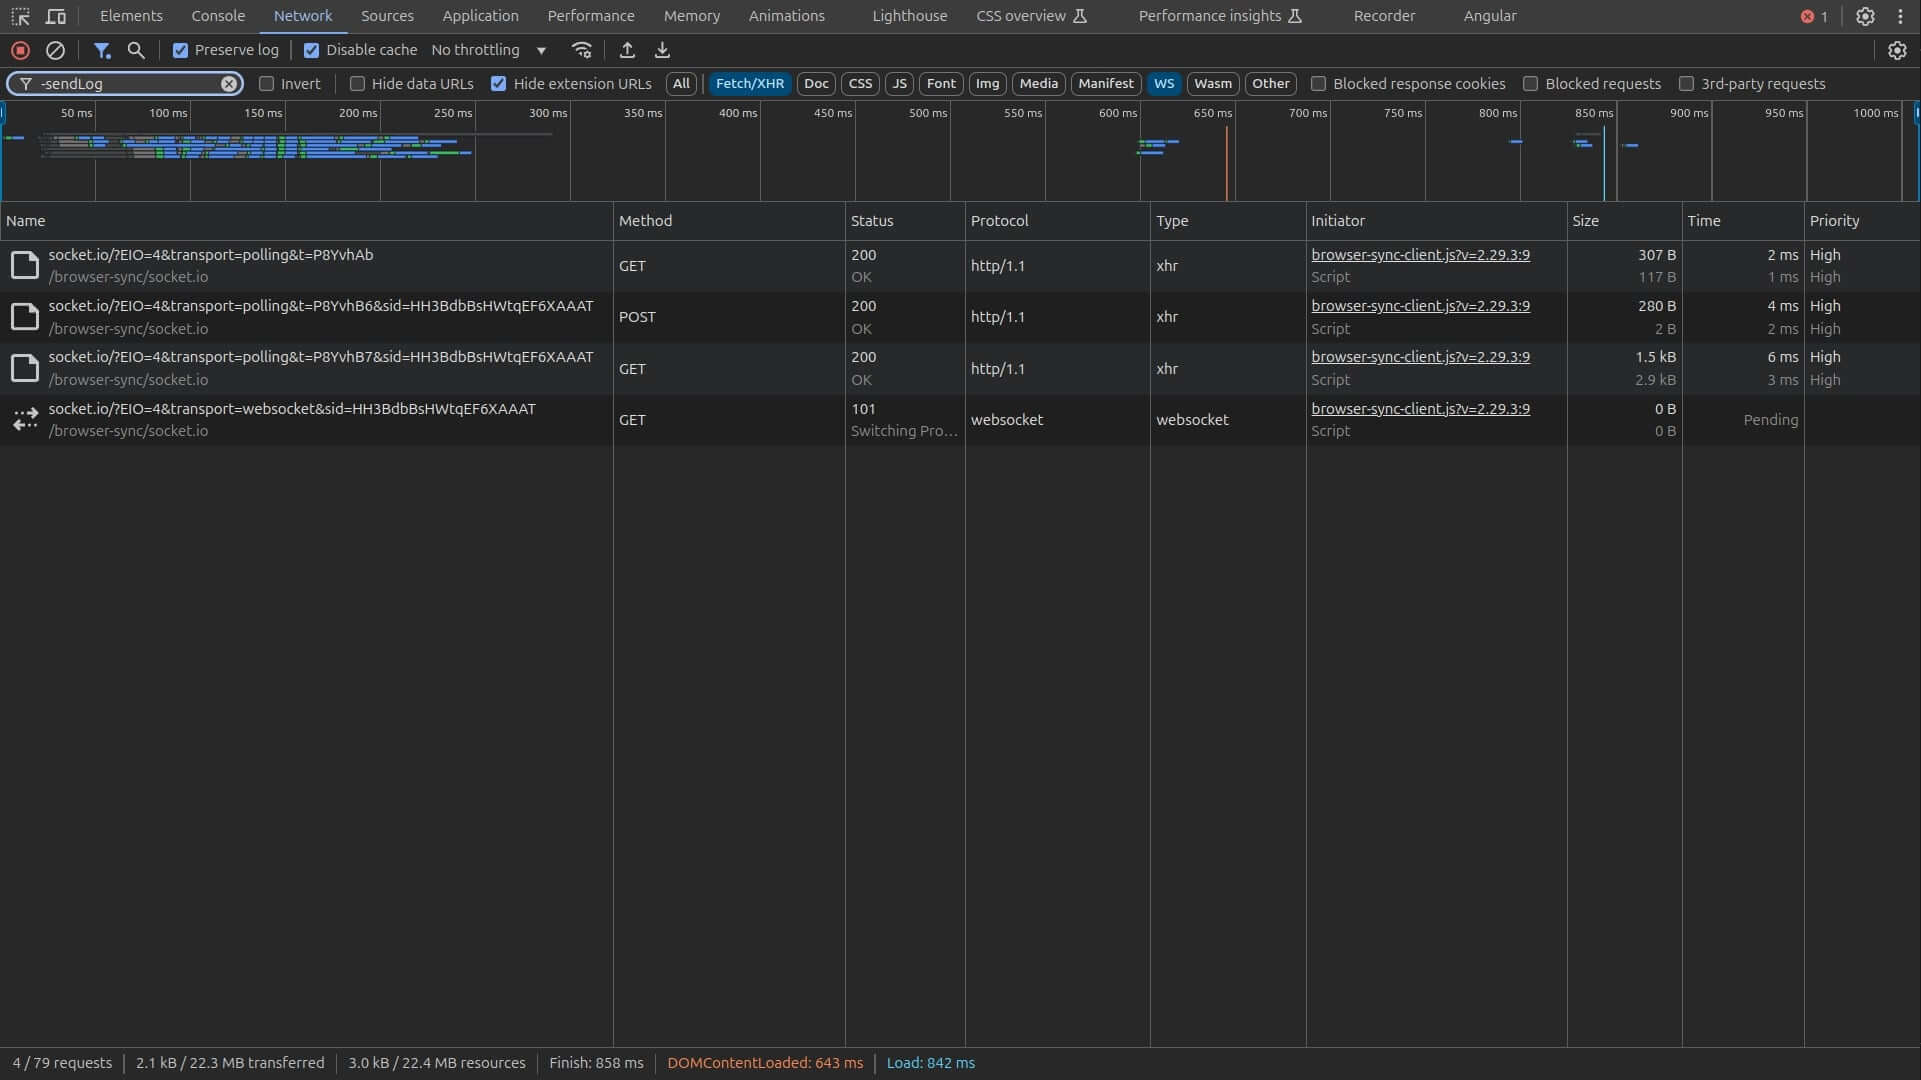 Elements Console Network Sources Application Performance Memory Animations Lighthouse CSS overview Performance insights Recorder Angular 1
Preserve log Disable cache No throttling
-sendLog Invert Hide data URLs Hide extension URLs All Fetch/XHR Doc CSS JS Font Img Media Manifest WS Wasm Other Blocked response cookies Blocked requests 3rd-party requests
50 ms 100 ms 150 ms 200 ms 250 ms 300 ms 350 ms 400 ms 450 ms 500 ms 550 ms 600 ms 650 ms 700 ms 750 ms 800 ms 850 ms 900 ms 950 ms 1000 ms
Name Method Status Protocol Type Initiator Size Time Priority
socket.io/?EIO=4&transport=polling&t=P8YvhAb GET 200 http/1.1 xhr browser-sync-client.js?v=2.29.3:9 307 B 2 ms High
/browser-sync/socket.io OK Script 117 B 1 ms High
socket.io/?EIO=4&transport=polling&t=P8YvhB6&sid=HH3BdbBsHWtqEF6XAAAT POST 200 http/1.1 xhr browser-sync-client.js?v=2.29.3:9 280 B 4 ms High
/browser-sync/socket.io OK Script 2 B 2 ms High
socket.io/?EIO=4&transport=polling&t=P8YvhB7&sid=HH3BdbBsHWtqEF6XAAAT GET 200 http/1.1 xhr browser-sync-client.js?v=2.29.3:9 1.5 kB 6 ms High
/browser-sync/socket.io OK Script 2.9 kB 3 ms High
socket.io/?EIO=4&transport=websocket&sid=HH3BdbBsHWtqEF6XAAAT GET 101 websocket websocket browser-sync-client.js?v=2.29.3:9 0 B Pending
/browser-sync/socket.io Switching Pro... Script 0 B
4 / 79 requests 2.1 kB / 22.3 MB transferred 3.0 kB / 22.4 MB resources Finish: 858 ms DOMContentLoaded: 643 ms Load: 842 ms